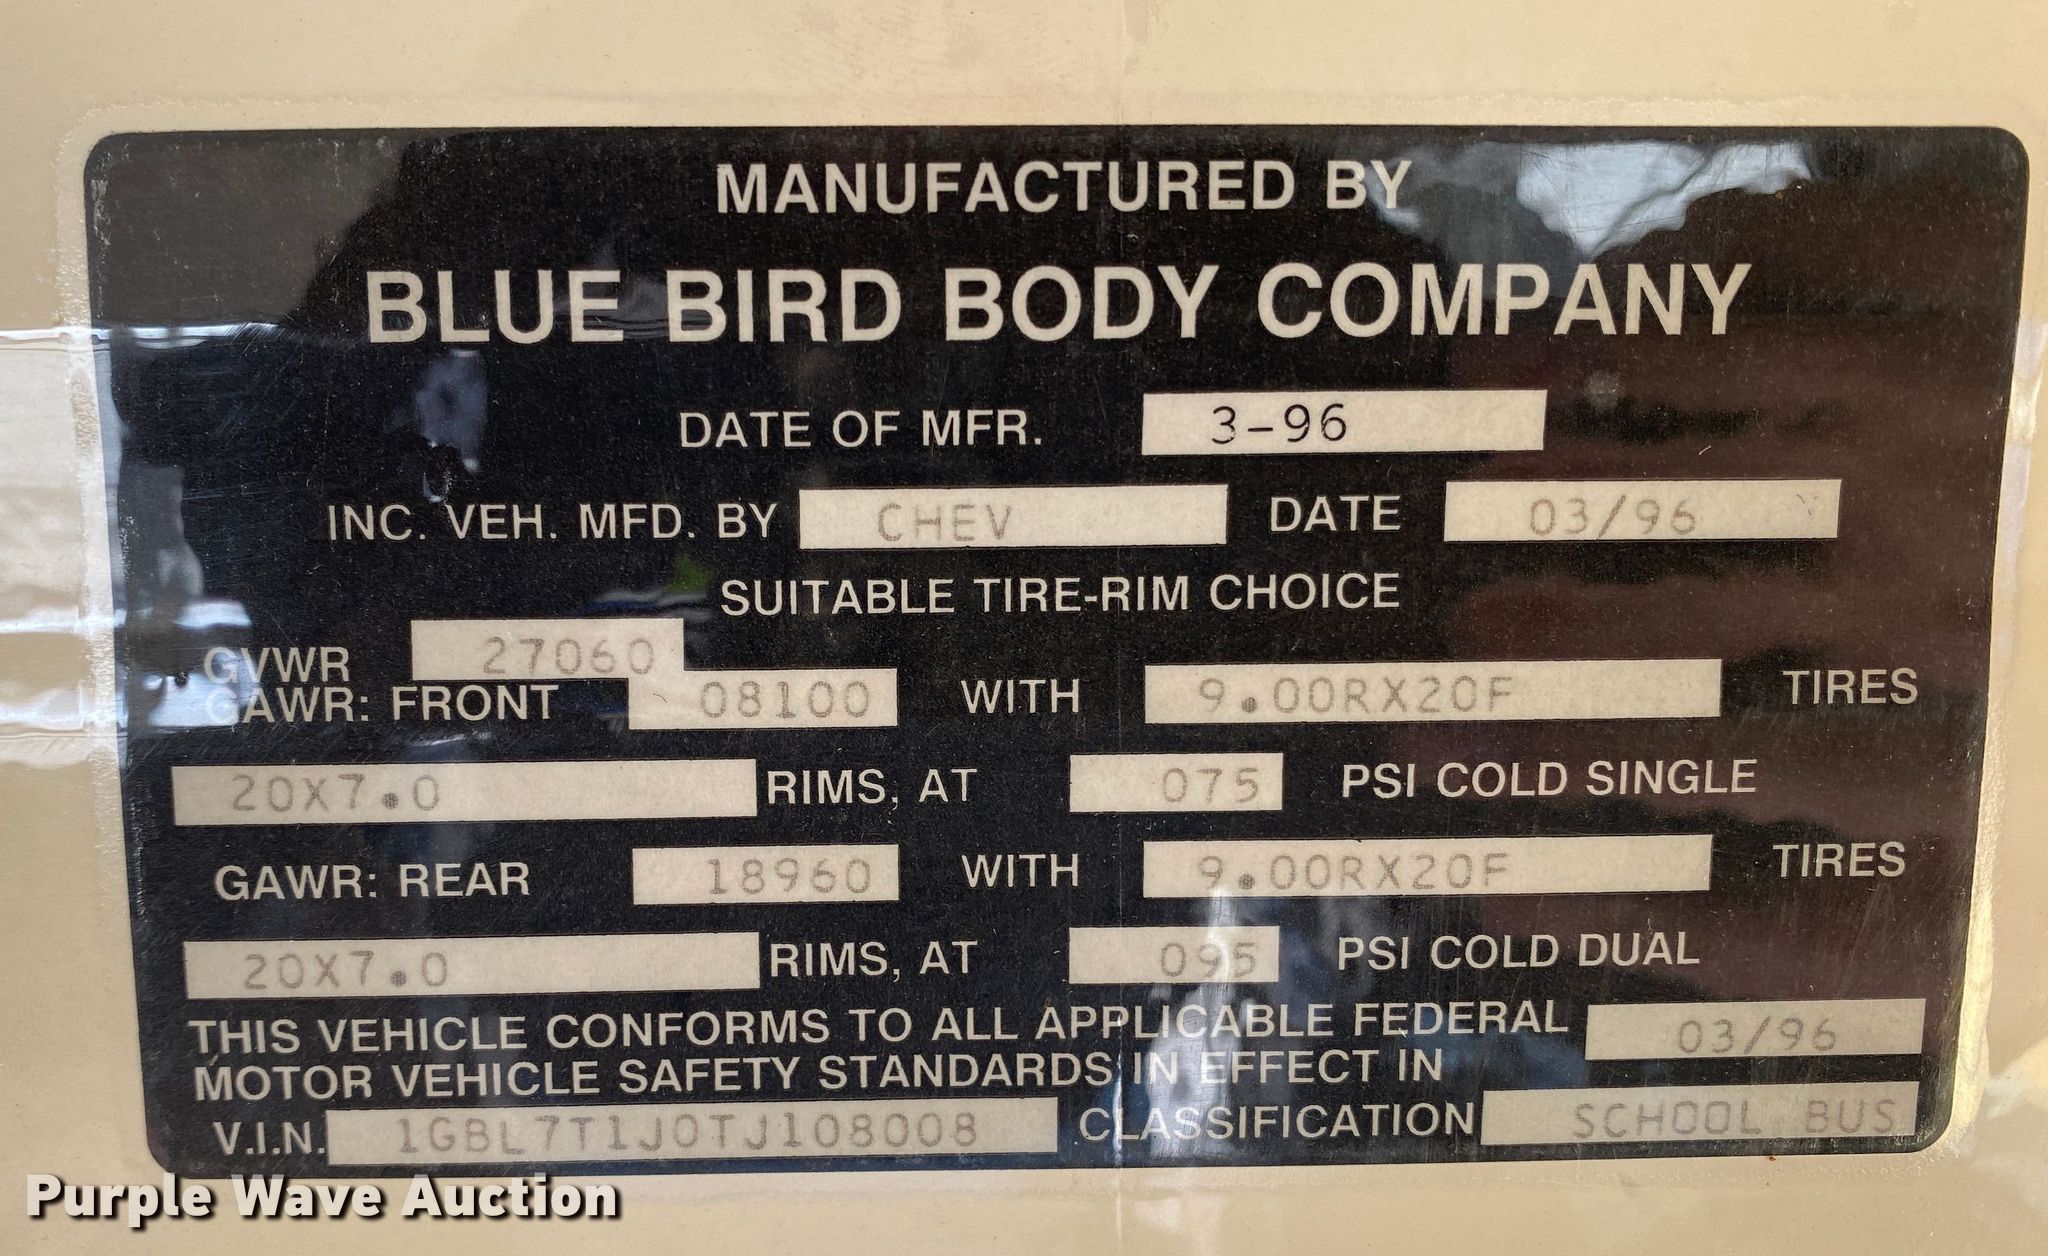 MANUFACTURED BY
BLUE BIRD BODY COMPANY
DATE OF MFR. 3-96
INC. VEH. MFD. BY CHEV DATE 03/96
SUITABLE TIRE-RIM CHOICE
GVWR 27060
GAWR: FRONT 08100 WITH 9.00RX20F TIRES
20X7.0 RIMS, AT 075 PSI COLD SINGLE
GAWR: REAR 18960 WITH 9.00RX20F TIRES
20X7.0 RIMS, AT 095 PSI COLD DUAL
THIS VEHICLE CONFORMS TO ALL APPLICABLE FEDERAL
MOTOR VEHICLE SAFETY STANDARDS IN EFFECT IN 03/96
V.I.N. 1GBL7T1J0TJ108008 CLASSIFICATION SCHOOL BUS
Purple Wave Auction